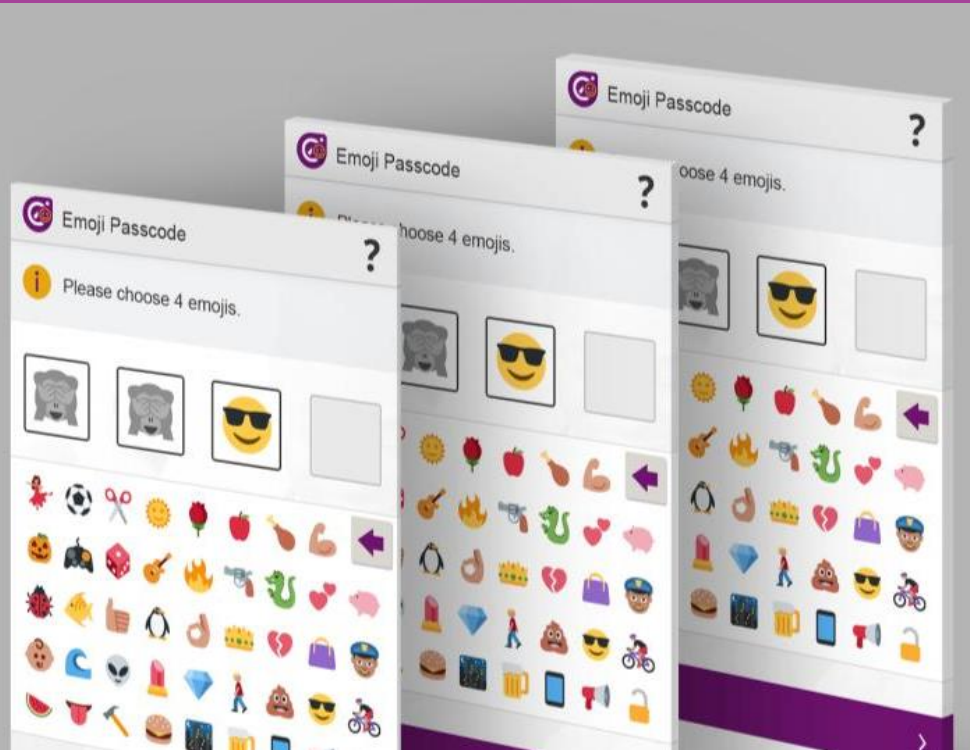 Emoji Passcode
?
oose 4 emojis.
Emoji Passcode
?
hoose 4 emojis.
Emoji Passcode
?
i
Please choose 4 emojis.